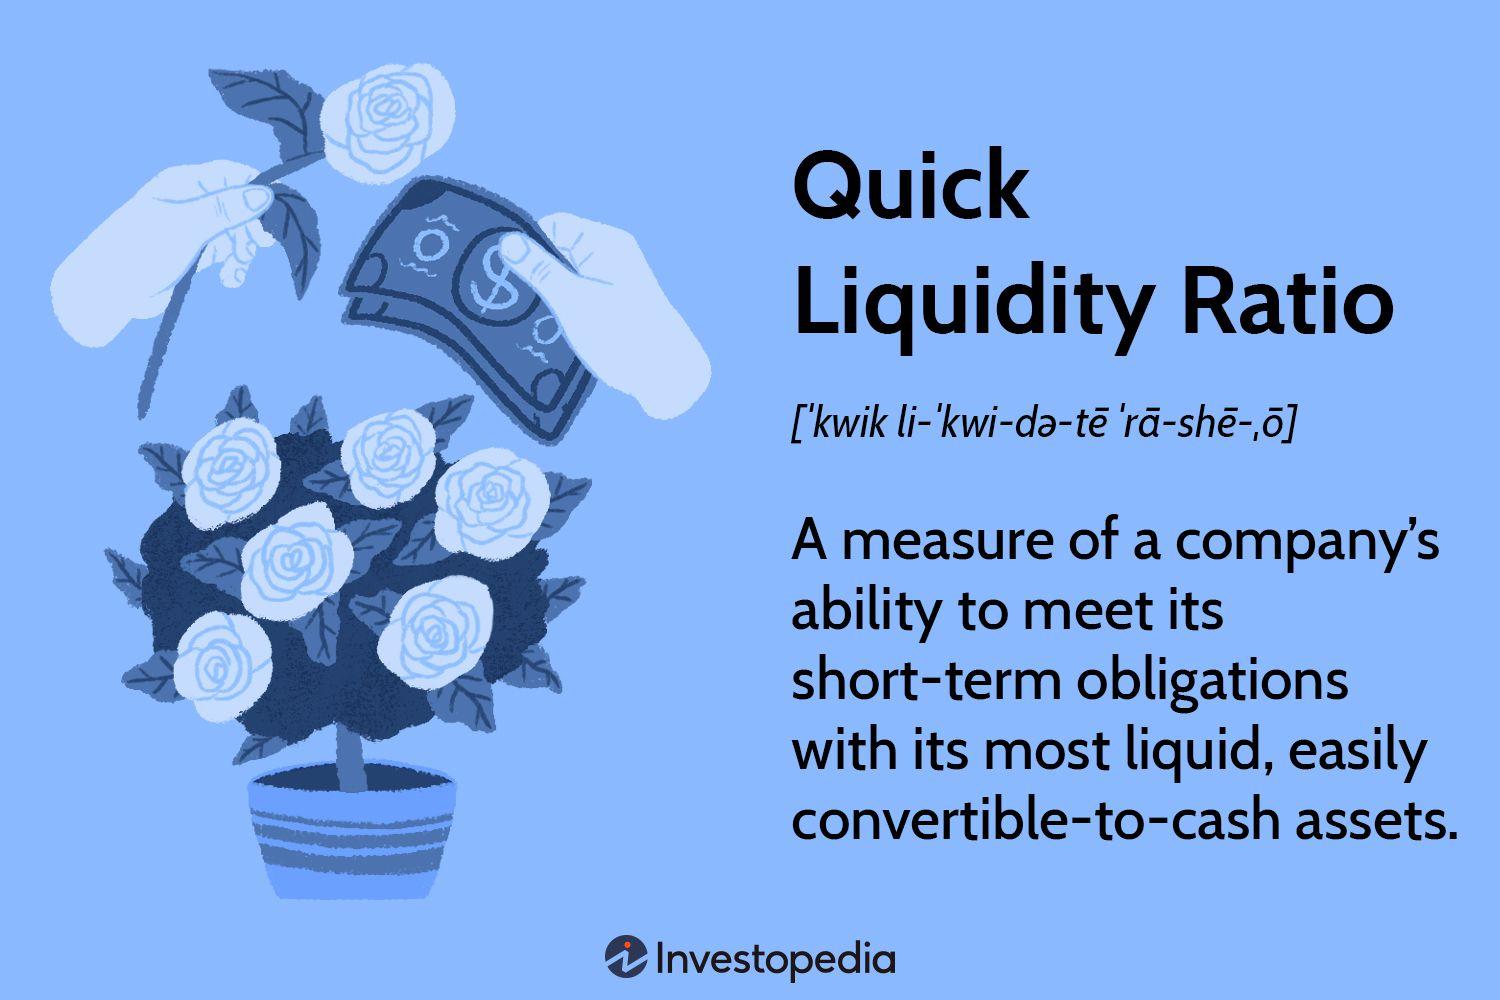 Quick
Liquidity Ratio
[ˈkwik li-ˈkwi-də-tē ˈrā-shē-ˌō]
A measure of a company’s
ability to meet its
short-term obligations
with its most liquid, easily
convertible-to-cash assets.
$
Investopedia